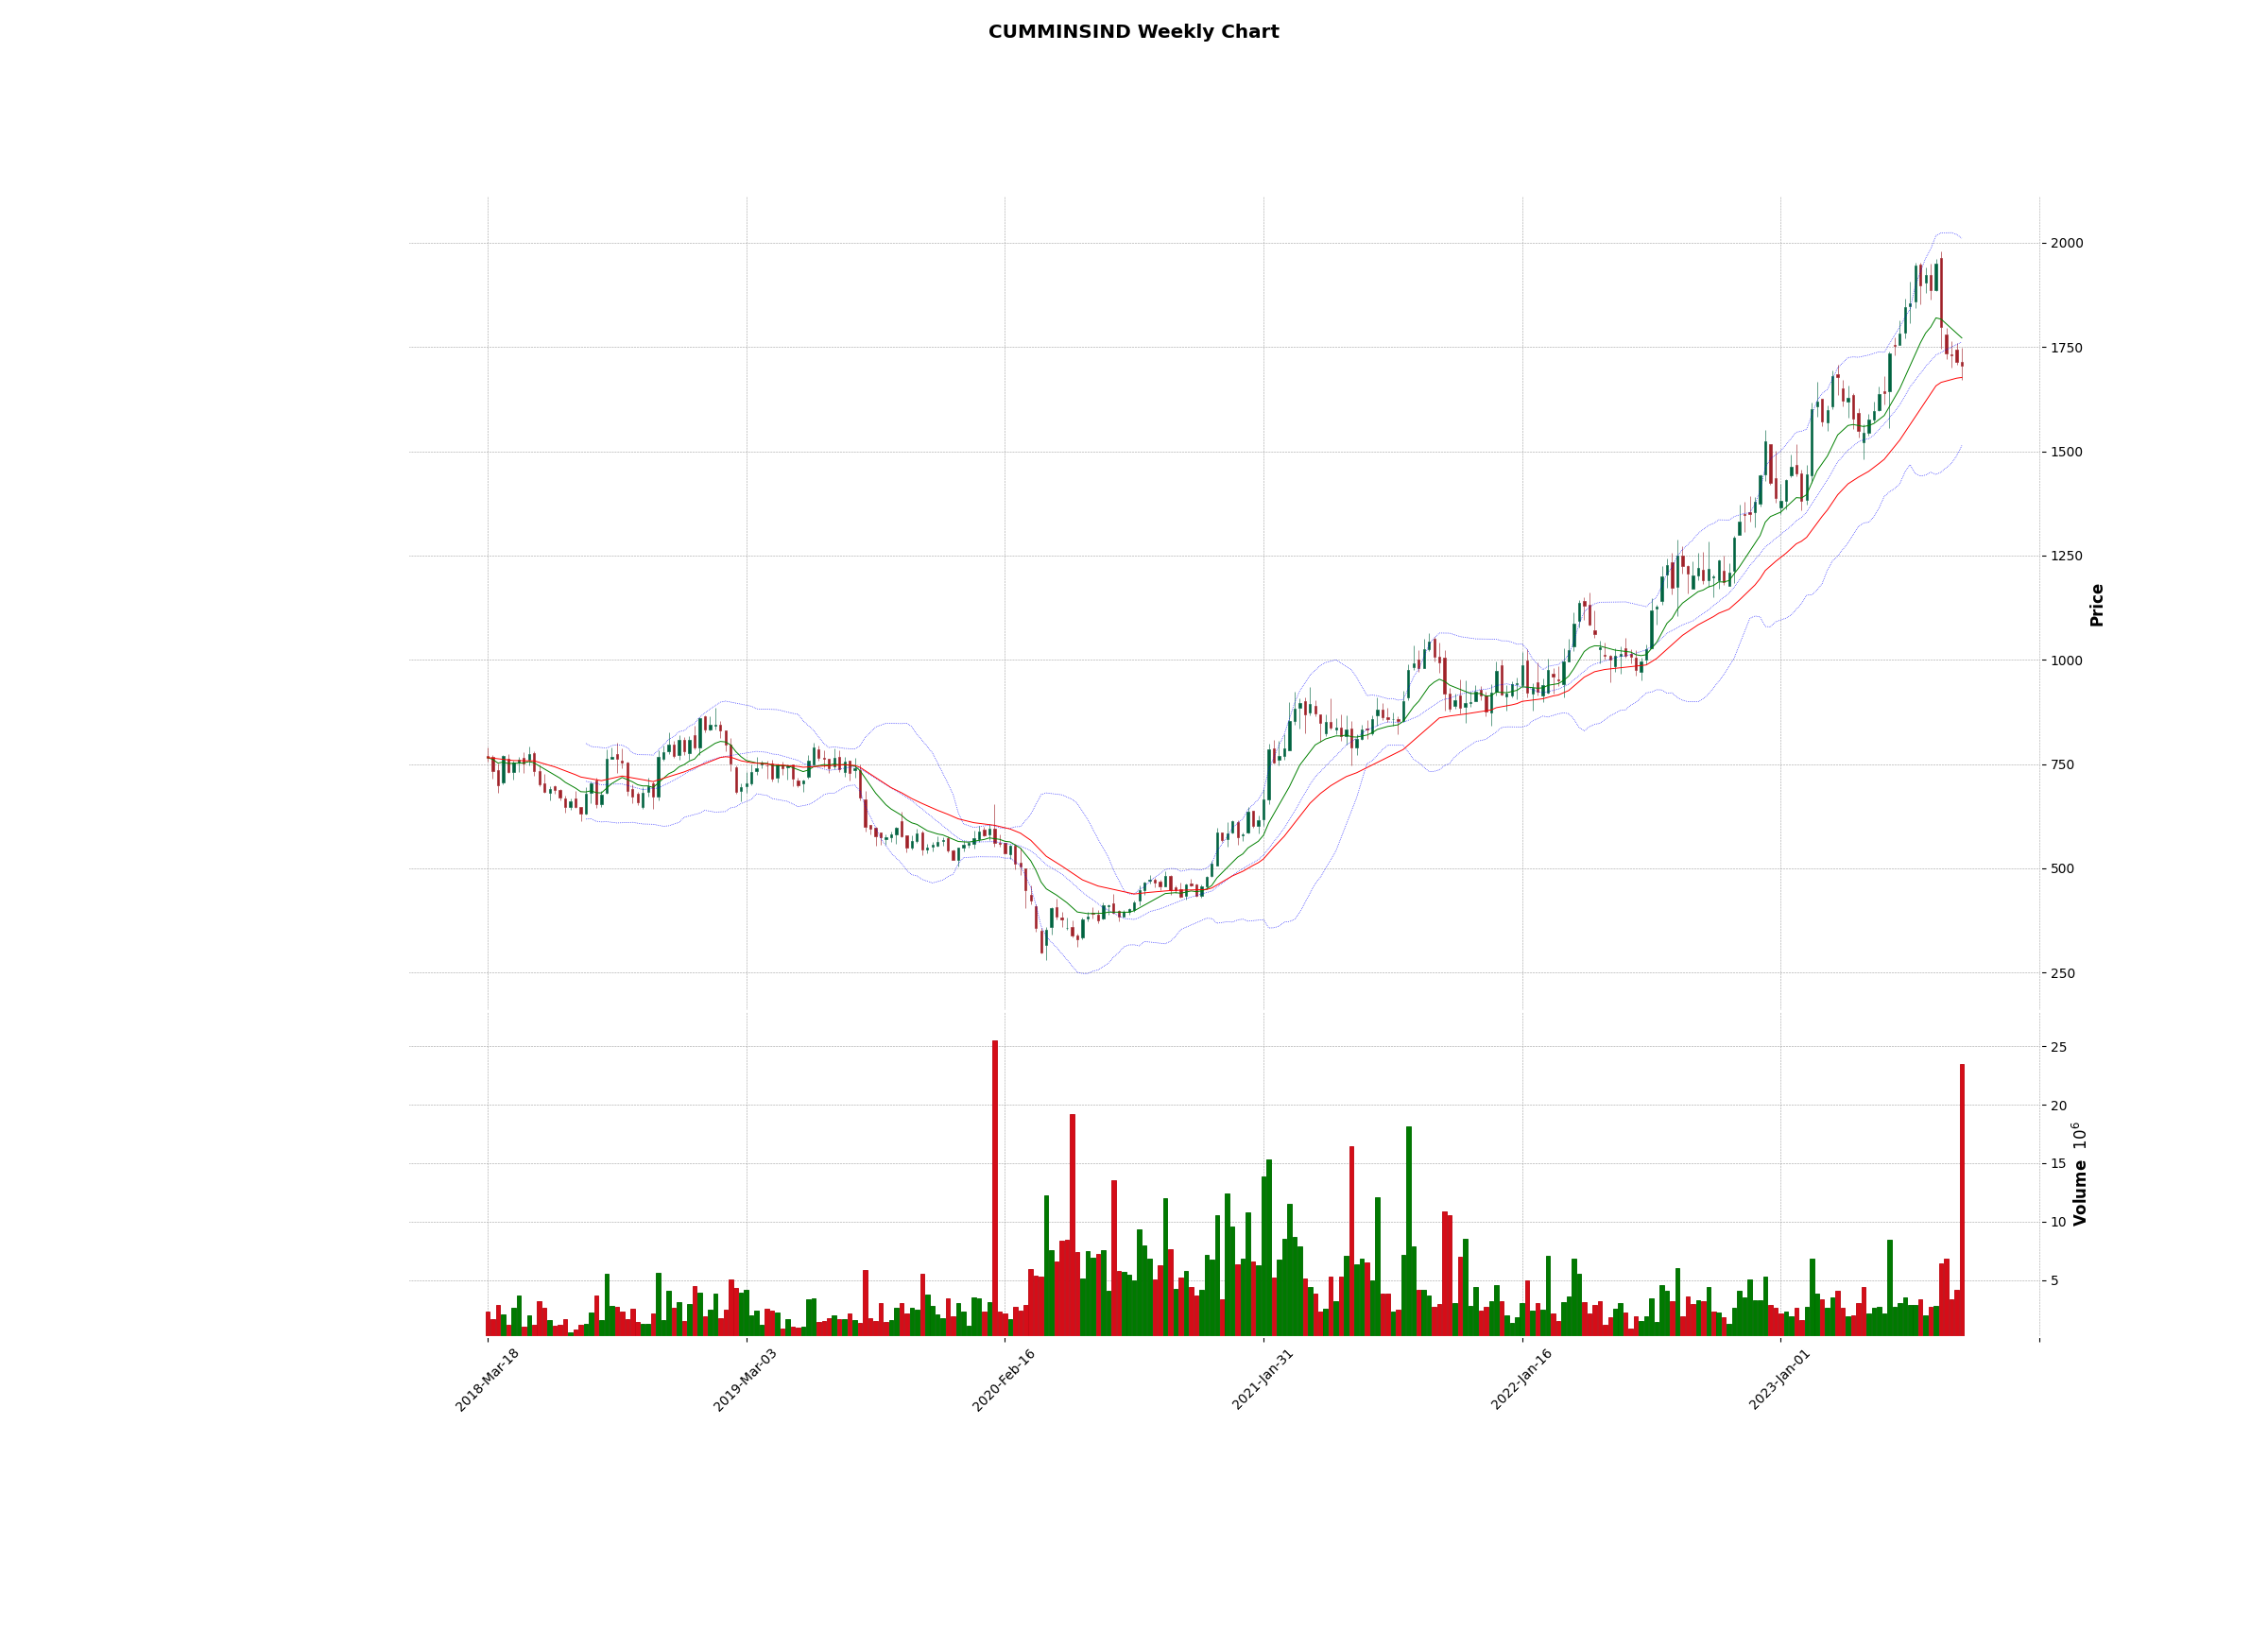 CUMMINSIND Weekly Chart
2000
1750
1500
1250
1000
750
500
250
Price
25
20
15
10
5
Volume 10^6
2018-Mar-18
2019-Mar-03
2020-Feb-16
2021-Jan-31
2022-Jan-16
2023-Jan-01